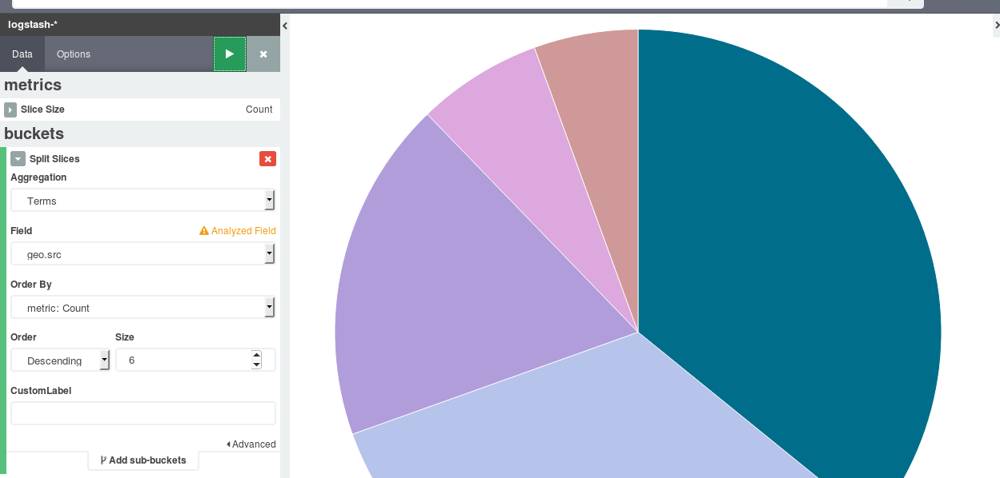 logstash-*
Data Options
metrics
Slice Size Count
buckets
Split Slices
Aggregation
Terms
Field Analyzed Field
geo.src
Order By
metric: Count
Order Size
Descending 6
CustomLabel
Advanced
Add sub-buckets